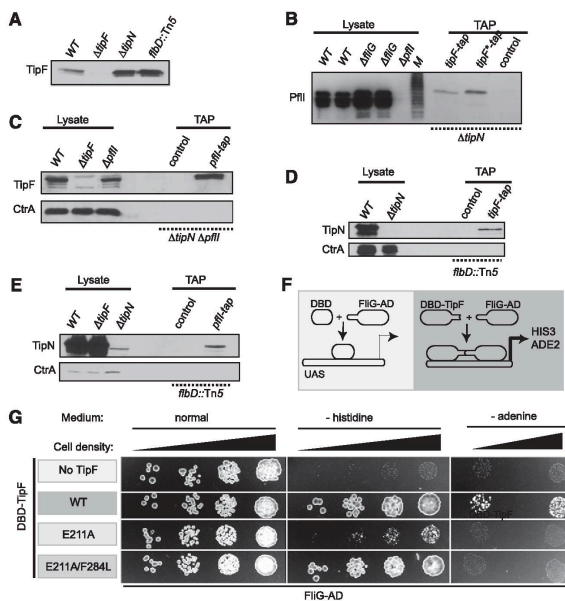 A
WT
ΔtipF
ΔtipN
flbD::Tn5
TipF
B
Lysate
TAP
WT
WT
ΔfliG
ΔfliG
ΔpflI
M
tipF-tap
tipF*-tap
control
PflI
ΔtipN
C
Lysate
TAP
WT
ΔtipF
ΔpflI
control
pflI-tap
TipF
CtrA
ΔtipN ΔpflI
D
Lysate
TAP
WT
ΔtipN
control
tipF-tap
TipN
CtrA
flbD::Tn5
E
Lysate
TAP
WT
ΔtipF
ΔtipN
control
pflI-tap
TipN
CtrA
flbD::Tn5
F
DBD
FliG-AD
+
UAS
DBD-TipF
FliG-AD
+
HIS3
ADE2
G
Medium:
normal
- histidine
- adenine
Cell density:
DBD-TipF
No TipF
WT
E211A
E211A/F284L
FliG-AD